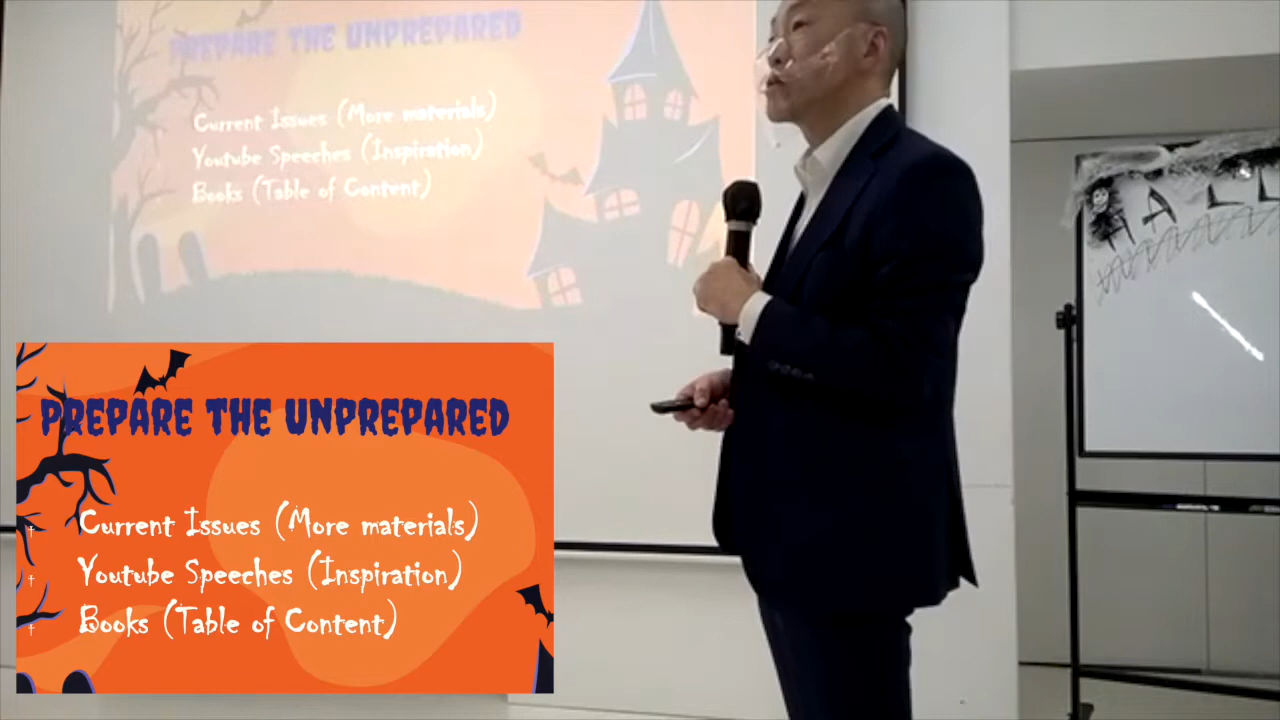 PREPARE THE UNPREPARED
Current Issues (More materials)
Youtube Speeches (Inspiration)
Books (Table of Content)
HALL
PREPARE THE UNPREPARED
Current Issues (More materials)
Youtube Speeches (Inspiration)
Books (Table of Content)